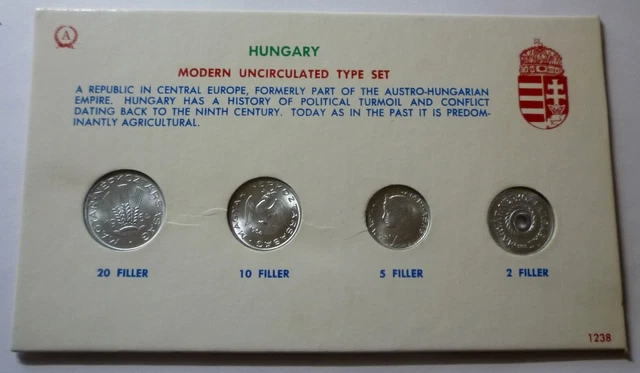 A
HUNGARY
MODERN UNCIRCULATED TYPE SET
A REPUBLIC IN CENTRAL EUROPE, FORMERLY PART OF THE AUSTRO-HUNGARIAN
EMPIRE. HUNGARY HAS A HISTORY OF POLITICAL TURMOIL AND CONFLICT
DATING BACK TO THE NINTH CENTURY. TODAY AS IN THE PAST IT IS PREDOM-
INANTLY AGRICULTURAL.
20 FILLER
10 FILLER
5 FILLER
2 FILLER
1238